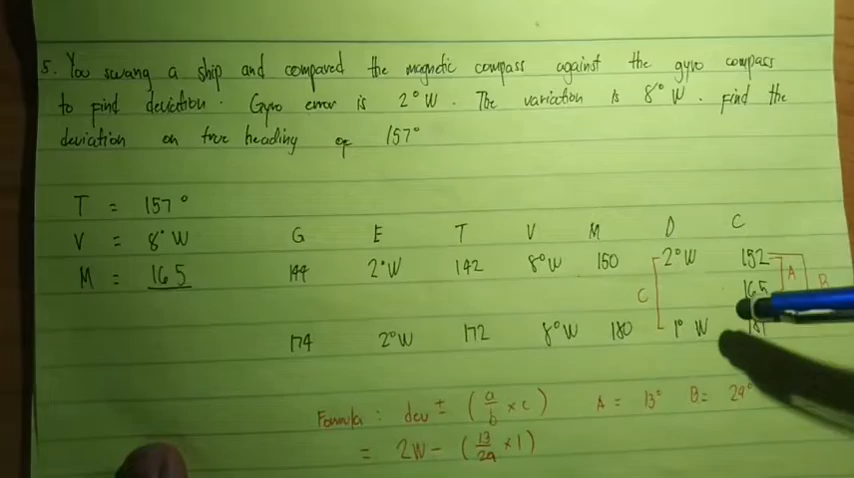 5. You swang a ship and compared the magnetic compass against the gyro compass
to find deviation. Gyro error is 2° W. The variation is 8° W. find the
deviation on true heading of 157°
T = 157°
V = 8° W G E T V M D C
M = 165 144 2°W 142 8°W 150 2°W 152 A B
C 165
174 2°W 172 8°W 180 1° W 181
Formula : dev ± (a/b × c) A = 13° B = 29°
= 2W - (13/29 × 1)